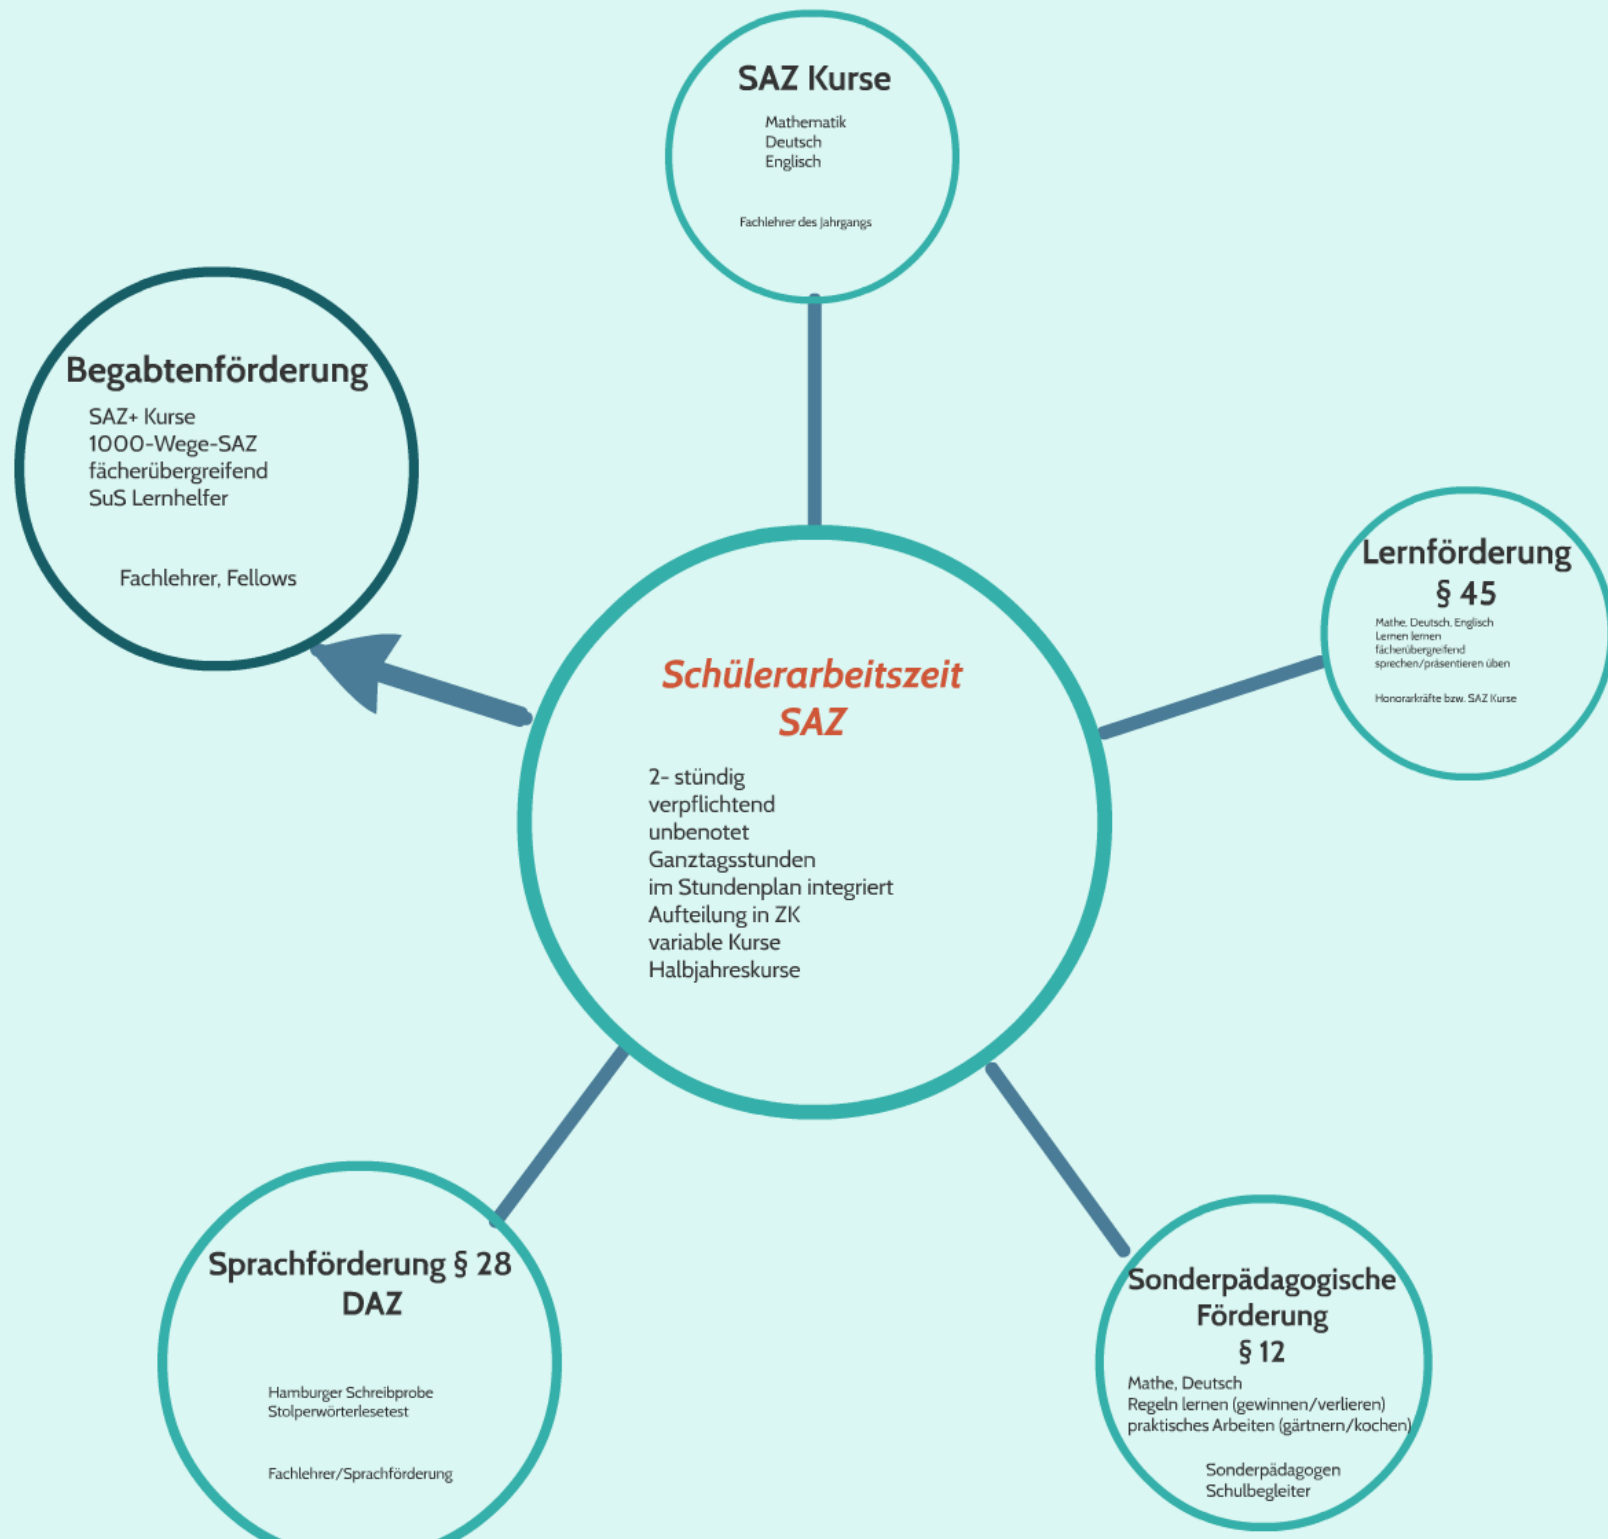 SAZ Kurse
Mathematik
Deutsch
Englisch
Fachlehrer des Jahrgangs
Begabtenförderung
SAZ+ Kurse
1000-Wege-SAZ
fächerübergreifend
SuS Lernhelfer
Fachlehrer, Fellows
Lernförderung
§ 45
Mathe, Deutsch, Englisch
Lernen lernen
fächerübergreifend
sprechen/präsentieren üben
Honorarkräfte bzw. SAZ Kurse
Schülerarbeitszeit
SAZ
2- stündig
verpflichtend
unbenotet
Ganztagsstunden
im Stundenplan integriert
Aufteilung in ZK
variable Kurse
Halbjahreskurse
Sprachförderung § 28
DAZ
Hamburger Schreibprobe
Stolperwörterlesetest
Fachlehrer/Sprachförderung
Sonderpädagogische
Förderung
§ 12
Mathe, Deutsch
Regeln lernen (gewinnen/verlieren)
praktisches Arbeiten (gärtnern/kochen)
Sonderpädagogen
Schulbegleiter